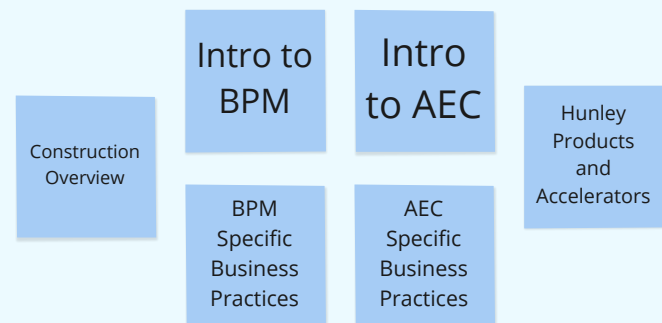 Construction
Overview
Intro to
BPM
Intro
to AEC
Hunley
Products
and
Accelerators
BPM
Specific
Business
Practices
AEC
Specific
Business
Practices